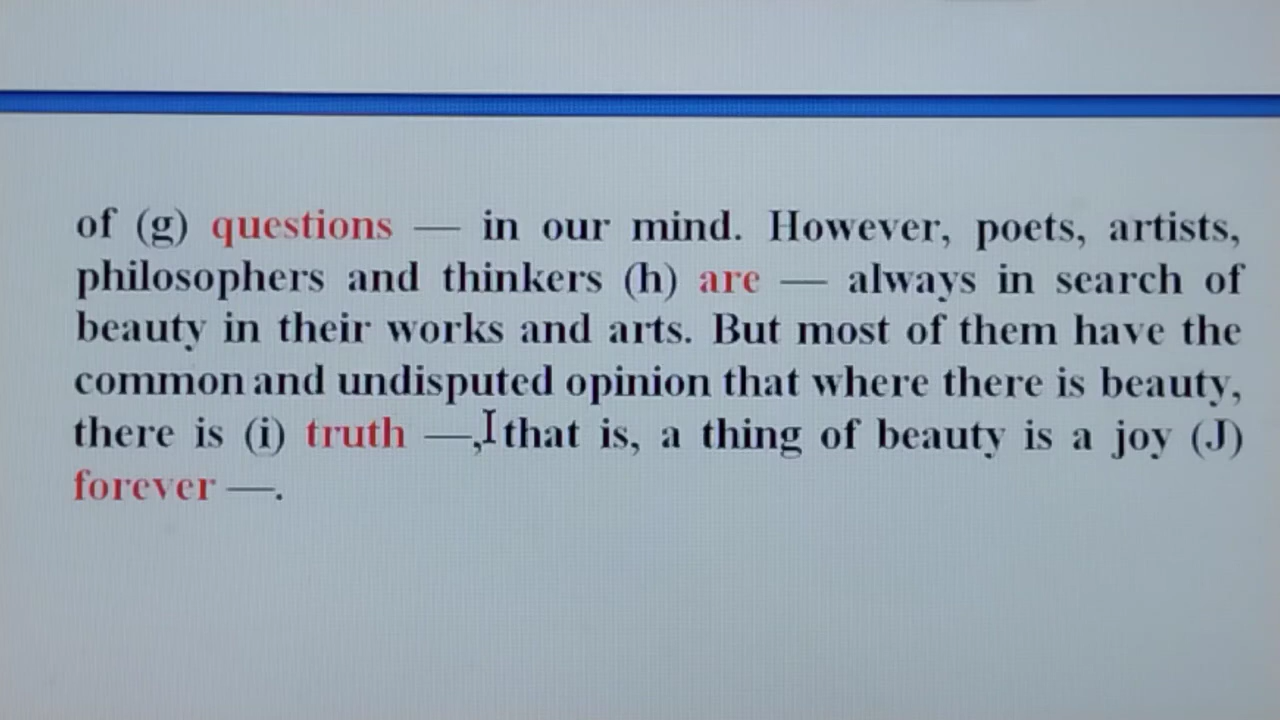 of (g) questions — in our mind. However, poets, artists,
philosophers and thinkers (h) are — always in search of
beauty in their works and arts. But most of them have the
common and undisputed opinion that where there is beauty,
there is (i) truth —, that is, a thing of beauty is a joy (J)
forever —.